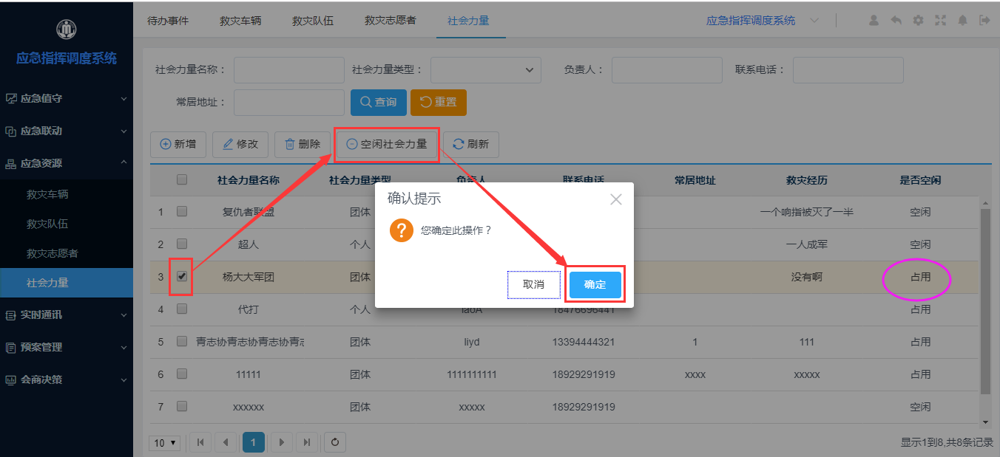 应急指挥调度系统
应急值守
应急联动
应急资源
救灾车辆
救灾队伍
救灾志愿者
社会力量
实时通讯
预案管理
会商决策
待办事件 救灾车辆 救灾队伍 救灾志愿者 社会力量 应急指挥调度系统
社会力量名称： 社会力量类型： 负责人： 联系电话：
常居地址： 查询 重置
新增 修改 删除 空闲社会力量 刷新
社会力量名称 社会力量类型 负责人 联系电话 常居地址 救灾经历 是否空闲
1 复仇者联盟 团体 一个响指被灭了一半 空闲
2 超人 个人 一人成军 空闲
3 杨大大军团 团体 没有啊 占用
4 代打 个人 laoA 18476696441 占用
5 青志协青志协青志协青志 团体 liyd 13394444321 1 111 占用
6 11111 团体 1111111111 18929291919 xxxx xxxxx 占用
7 xxxxxx 团体 xxxxx 18929291919 空闲
确认提示
您确定此操作？
取消 确定
10 1 显示1到8,共8条记录